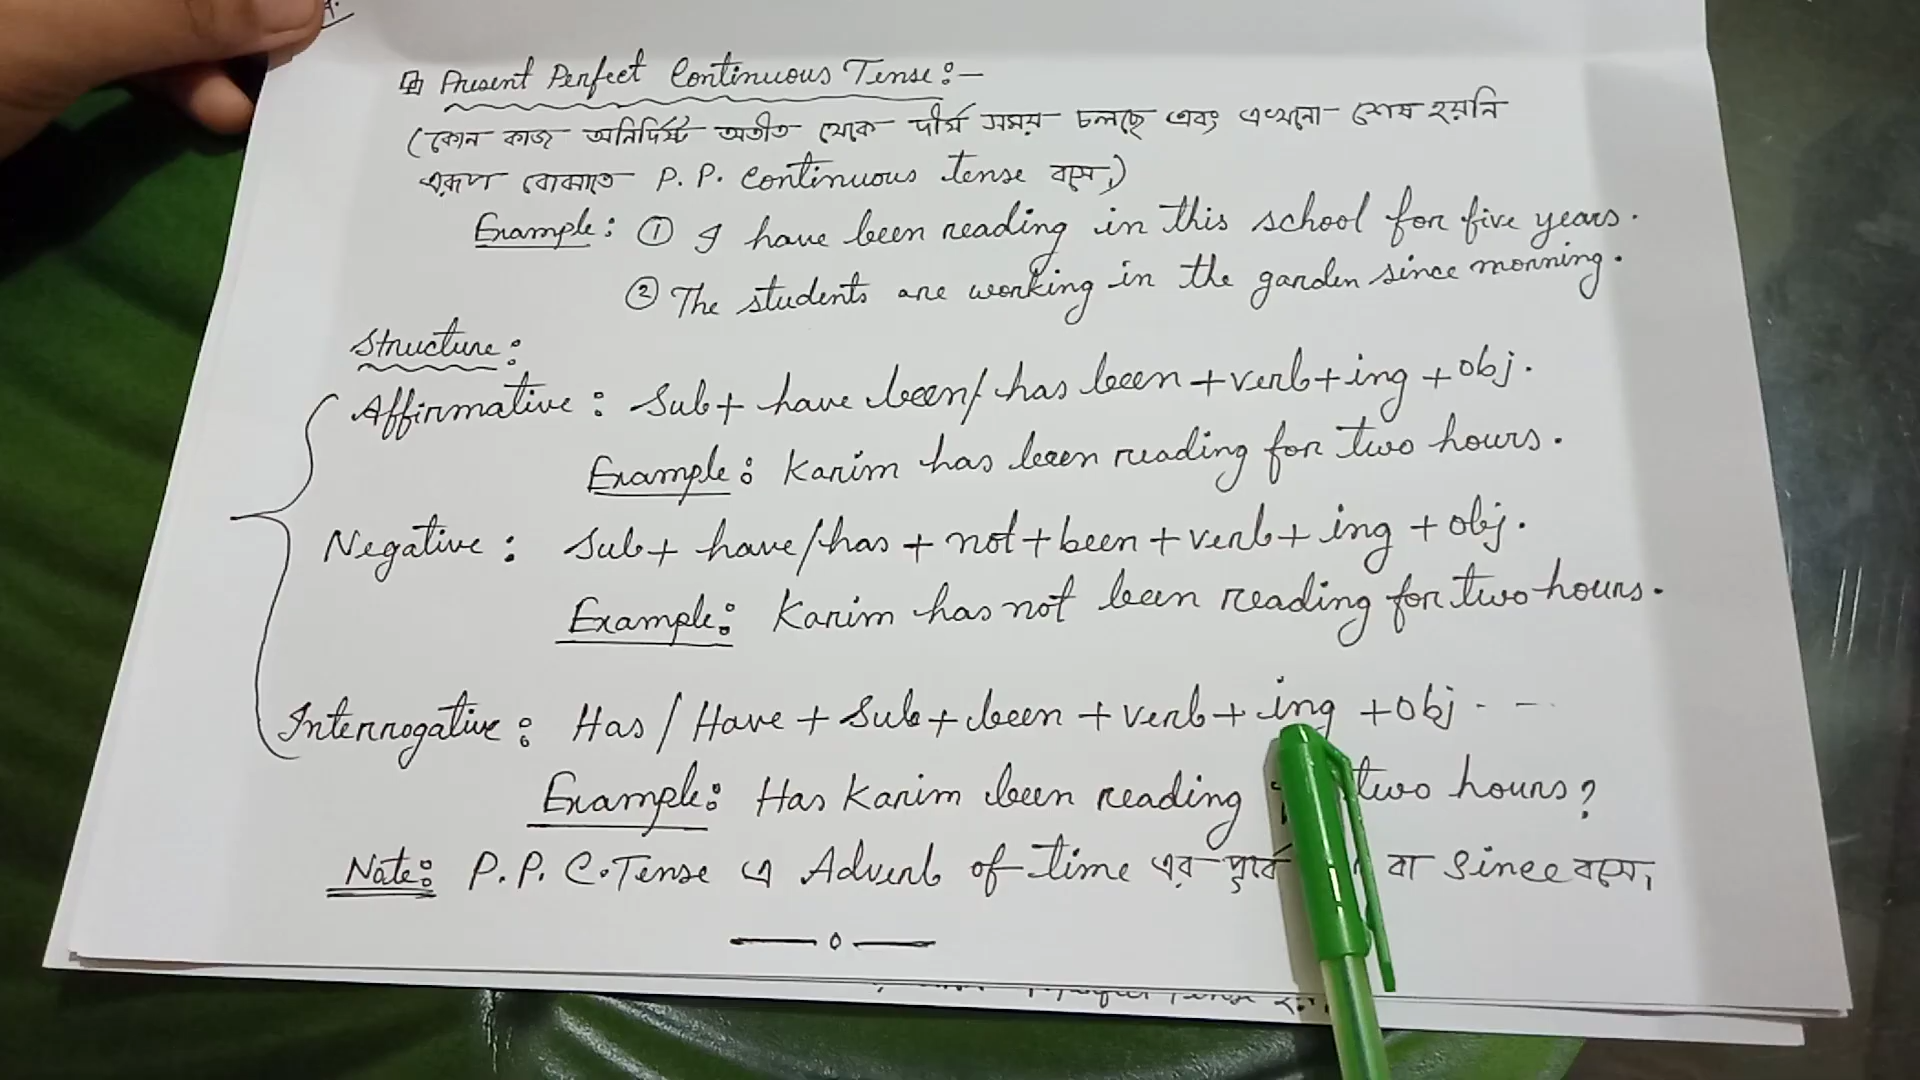 Present Perfect Continuous Tense:-
(কোন কাজ অনির্দিষ্ট অতীত থেকে দীর্ঘ সময় চলছে এবং এখনো শেষ হয়নি
এরূপ বোঝাতে P. P. Continuous tense বসে।)
Example: ① I have been reading in this school for five years.
② The students are working in the garden since morning.
Structure:
Affirmative: Sub+ have been/ has been +verb+ing +obj.
Example: Karim has been reading for two hours.
Negative: Sub+ have/has + not+been+verb+ing +obj.
Example: Karim has not been reading for two hours.
Interrogative: Has / Have + Sub+been +verb+ing +obj - -
Example: Has Karim been reading two hours?
Note: P. P. C. Tense এ Adverb of time এর পূর্বে বা since বসে।